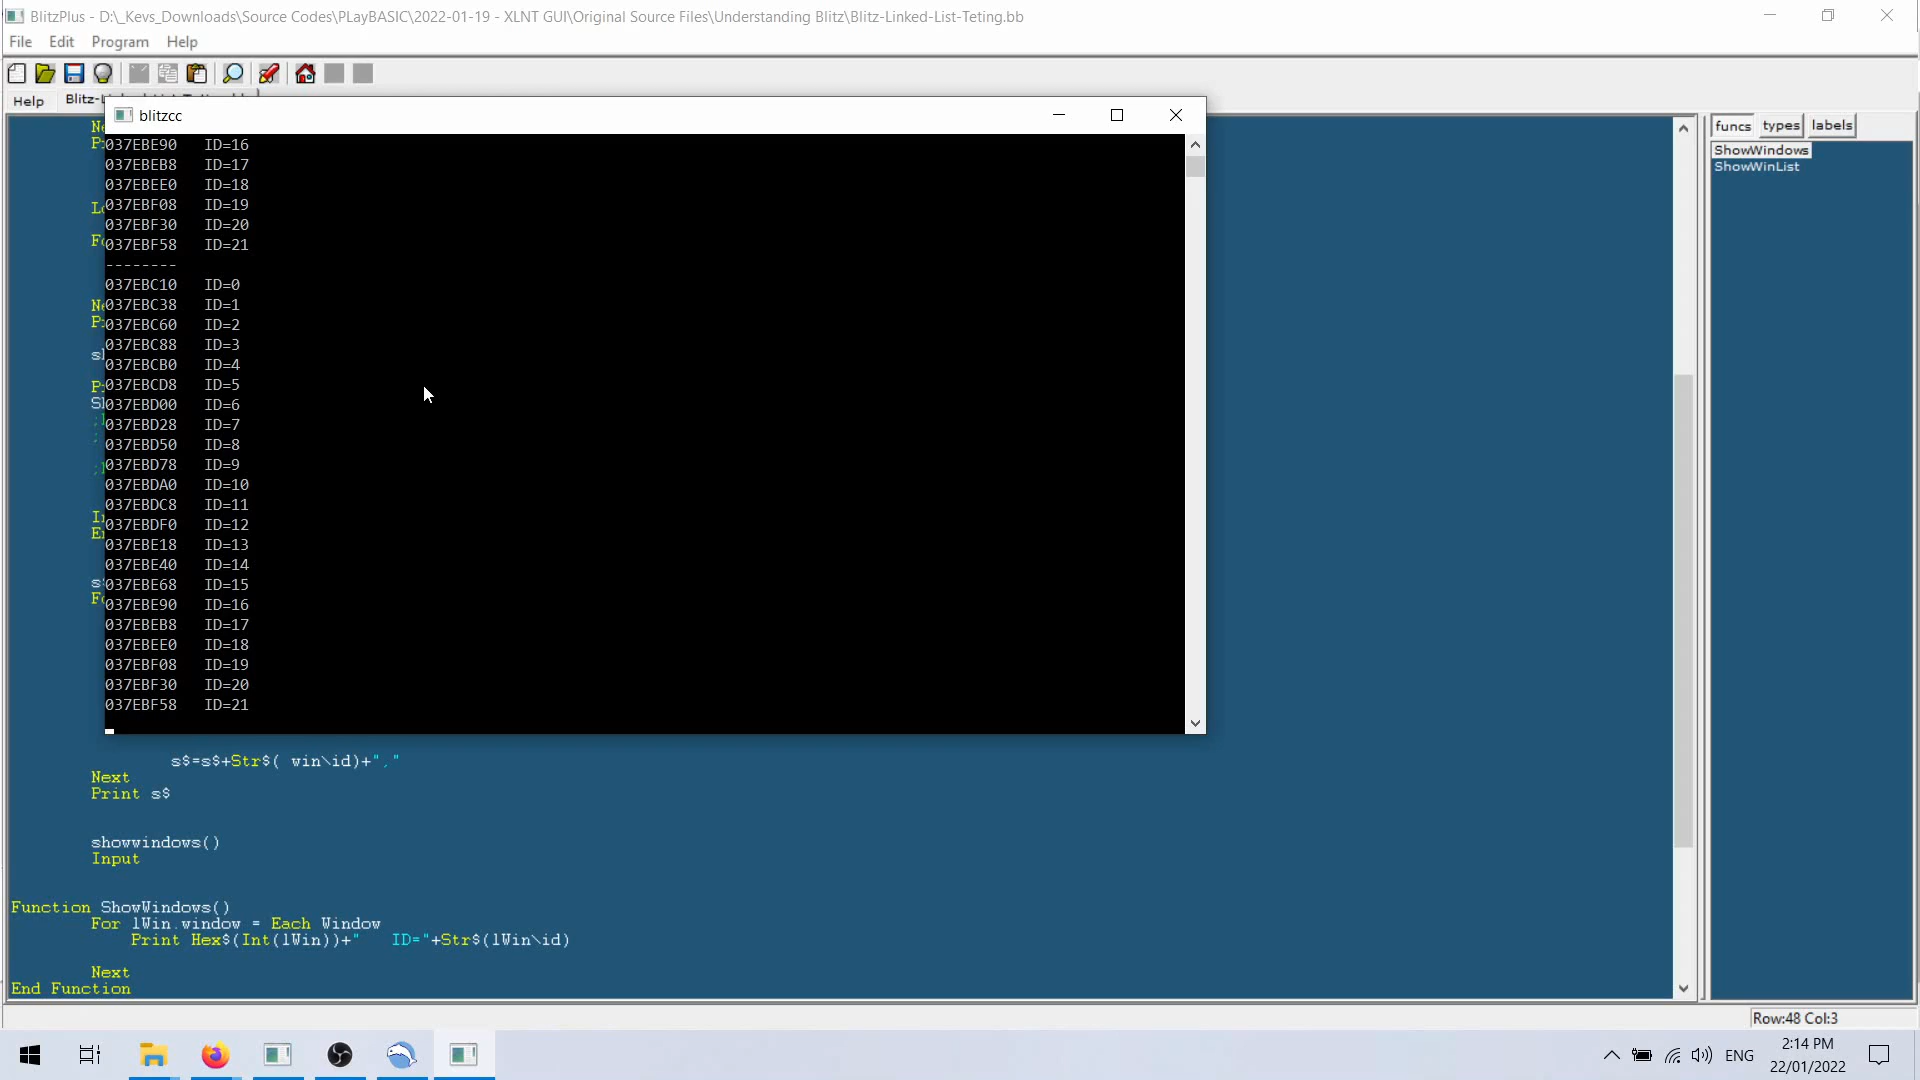 BlitzPlus - D:\_Kevs_Downloads\Source Codes\PLayBASIC\2022-01-19 - XLNT GUI\Original Source Files\Understanding Blitz\Blitz-Linked-List-Teting.bb
File Edit Program Help
Help
blitzcc
funcs types labels
ShowWindows
ShowWinList
037EBE90 ID=16
037EBEB8 ID=17
037EBEE0 ID=18
037EBF08 ID=19
037EBF30 ID=20
037EBF58 ID=21
--------
037EBC10 ID=0
037EBC38 ID=1
037EBC60 ID=2
037EBC88 ID=3
037EBCB0 ID=4
037EBCD8 ID=5
037EBD00 ID=6
037EBD28 ID=7
037EBD50 ID=8
037EBD78 ID=9
037EBDA0 ID=10
037EBDC8 ID=11
037EBDF0 ID=12
037EBE18 ID=13
037EBE40 ID=14
037EBE68 ID=15
037EBE90 ID=16
037EBEB8 ID=17
037EBEE0 ID=18
037EBF08 ID=19
037EBF30 ID=20
037EBF58 ID=21
s$=s$+Str$( win\id)+","
Next
Print s$
showwindows()
Input
Function ShowWindows()
For lWin.window = Each Window
Print Hex$(Int(lWin))+" ID="+Str$(lWin\id)
Next
End Function
Row:48 Col:3
ENG
2:14 PM
22/01/2022